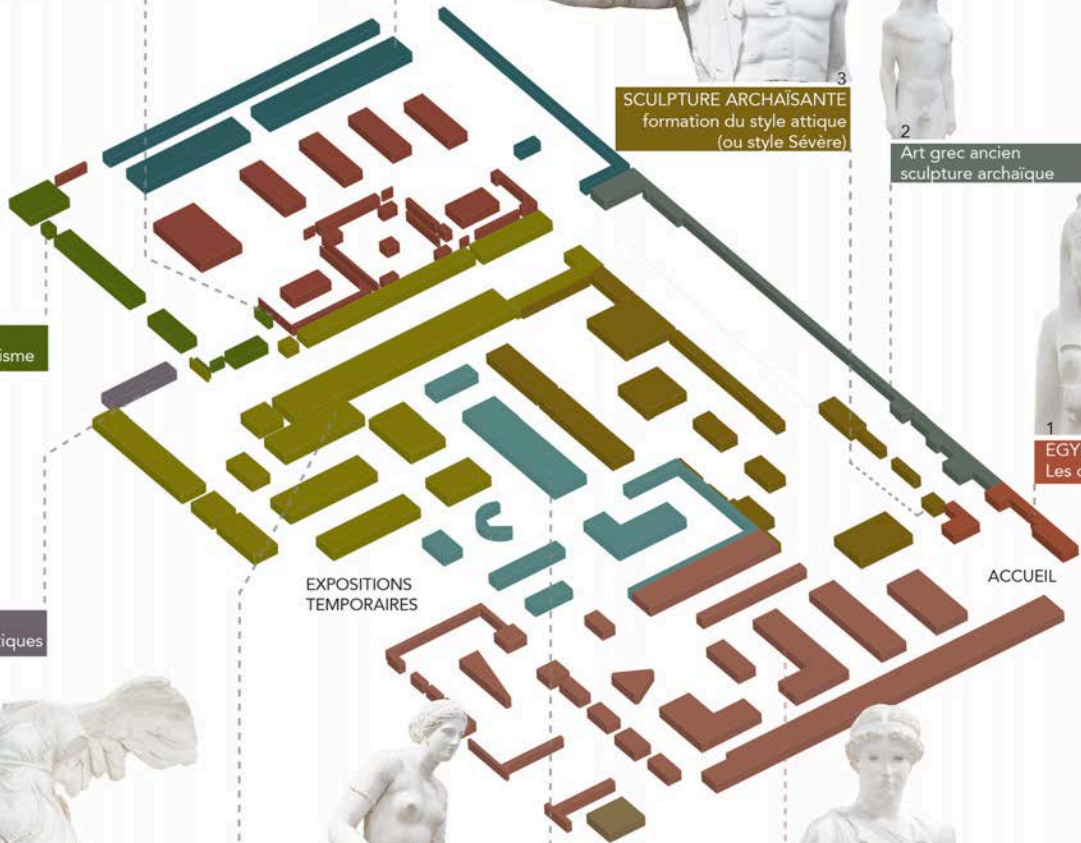 3
SCULPTURE ARCHAÏSANTE
formation du style attique
(ou style Sévère)
2
Art grec ancien
sculpture archaïque
1
EGY
Les
isme
EXPOSITIONS
TEMPORAIRES
ACCUEIL
tiques